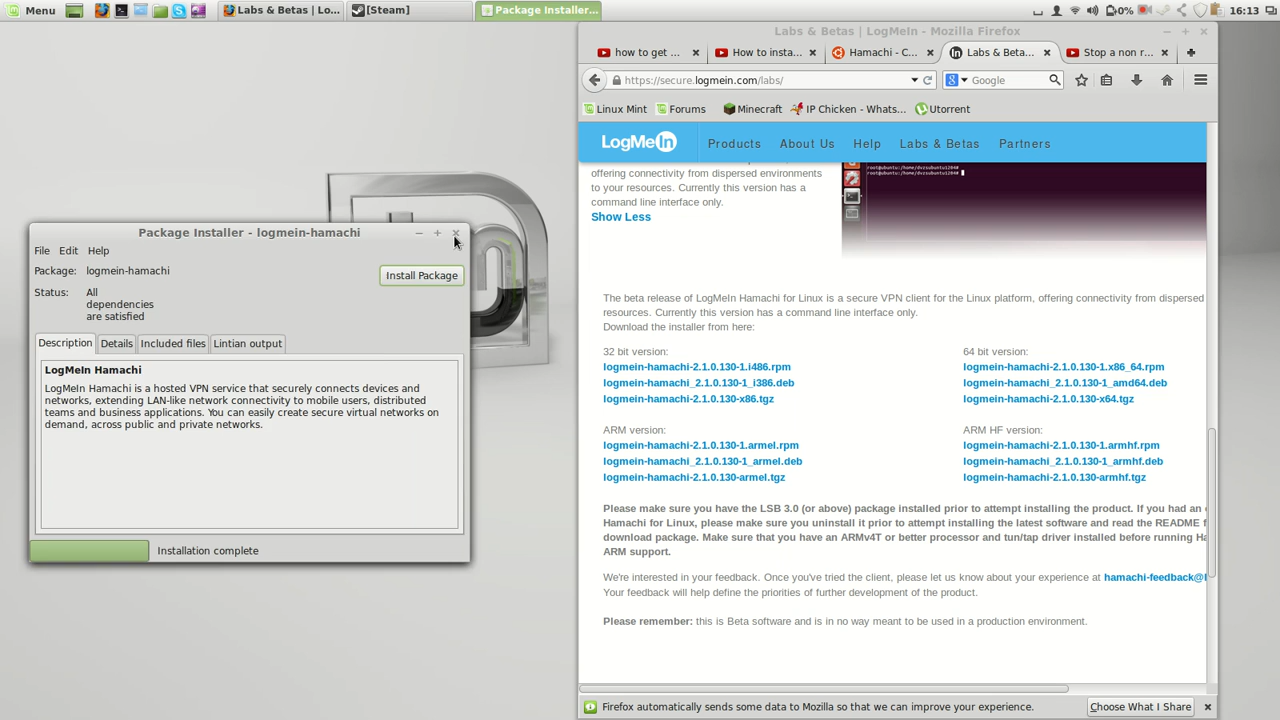 Menu
Labs & Betas | Lo...
[Steam]
Package Installer...
0%
16:13
Labs & Betas | LogMeIn - Mozilla Firefox
how to get ...
How to insta...
Hamachi - C...
Labs & Beta...
Stop a non r...
https://secure.logmein.com/labs/
Google
Linux Mint
Forums
Minecraft
IP Chicken - Whats...
Utorrent
LogMeIn
Products
About Us
Help
Labs & Betas
Partners
offering connectivity from dispersed environments
to your resources. Currently this version has a
command line interface only.
Show Less
root@ubuntu:/home/dvzsubuntu1204#
root@ubuntu:/home/dvzsubuntu1204#
The beta release of LogMeIn Hamachi for Linux is a secure VPN client for the Linux platform, offering connectivity from dispersed
resources. Currently this version has a command line interface only.
Download the installer from here:
32 bit version:
logmein-hamachi-2.1.0.130-1.i486.rpm
logmein-hamachi_2.1.0.130-1_i386.deb
logmein-hamachi-2.1.0.130-x86.tgz
64 bit version:
logmein-hamachi-2.1.0.130-1.x86_64.rpm
logmein-hamachi_2.1.0.130-1_amd64.deb
logmein-hamachi-2.1.0.130-x64.tgz
ARM version:
logmein-hamachi-2.1.0.130-1.armel.rpm
logmein-hamachi_2.1.0.130-1_armel.deb
logmein-hamachi-2.1.0.130-armel.tgz
ARM HF version:
logmein-hamachi-2.1.0.130-1.armhf.rpm
logmein-hamachi_2.1.0.130-1_armhf.deb
logmein-hamachi-2.1.0.130-armhf.tgz
Please make sure you have the LSB 3.0 (or above) package installed prior to attempt installing the product. If you had an
Hamachi for Linux, please make sure you uninstall it prior to attempt installing the latest software and read the README f
download package. Make sure that you have an ARMv4T or better processor and tun/tap driver installed before running Ha
ARM support.
We're interested in your feedback. Once you've tried the client, please let us know about your experience at hamachi-feedback@l
Your feedback will help define the priorities of further development of the product.
Please remember: this is Beta software and is in no way meant to be used in a production environment.
Firefox automatically sends some data to Mozilla so that we can improve your experience.
Choose What I Share
Package Installer - logmein-hamachi
File Edit Help
Package: logmein-hamachi
Install Package
Status: All
dependencies
are satisfied
Description
Details
Included files
Lintian output
LogMeIn Hamachi
LogMeIn Hamachi is a hosted VPN service that securely connects devices and
networks, extending LAN-like network connectivity to mobile users, distributed
teams and business applications. You can easily create secure virtual networks on
demand, across public and private networks.
Installation complete